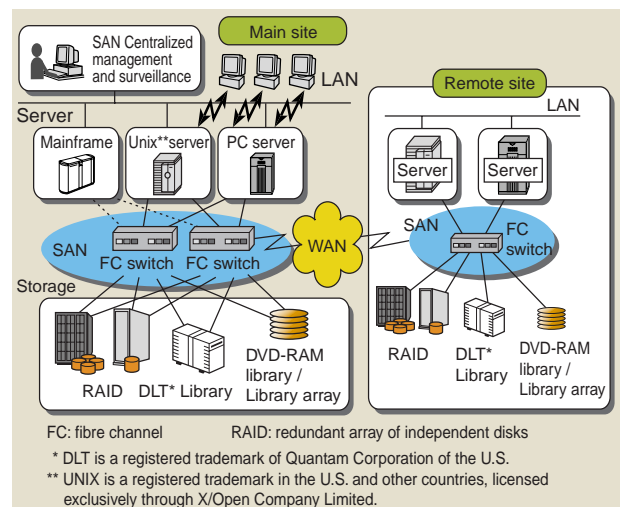 SAN Centralized
management
and surveillance
Main site
LAN
Server
Mainframe
Unix**server
PC server
SAN
FC switch
FC switch
WAN
Storage
RAID
DLT* Library
DVD-RAM
library /
Library array
Remote site
LAN
Server
Server
SAN
FC
switch
RAID
DLT*
Library
DVD-RAM
library /
Library array
FC: fibre channel
RAID: redundant array of independent disks
* DLT is a registered trademark of Quantam Corporation of the U.S.
** UNIX is a registered trademark in the U.S. and other countries, licensed
exclusively through X/Open Company Limited.